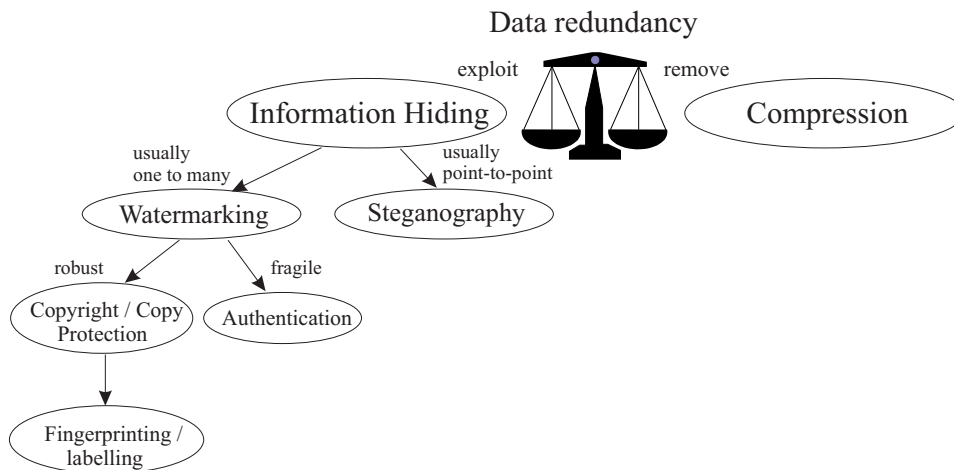 Data redundancy
exploit
remove
Information Hiding
Compression
usually
one to many
usually
point-to-point
Watermarking
Steganography
robust
fragile
Copyright / Copy
Protection
Authentication
Fingerprinting /
labelling